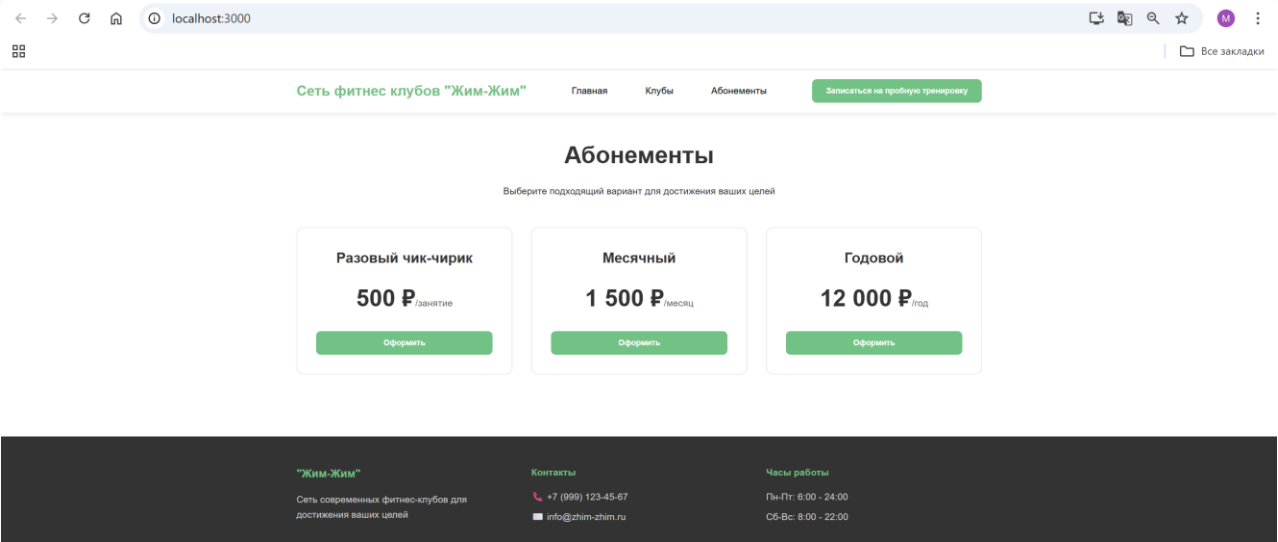 localhost:3000
M
Все закладки
Сеть фитнес клубов "Жим-Жим"
Главная
Клубы
Абонементы
Записаться на пробную тренировку
Абонементы
Выберите подходящий вариант для достижения ваших целей
Разовый чик-чирик
500 ₽/занятие
Оформить
Месячный
1 500 ₽/месяц
Оформить
Годовой
12 000 ₽/год
Оформить
"Жим-Жим"
Сеть современных фитнес-клубов для
достижения ваших целей
Контакты
+7 (999) 123-45-67
info@zhim-zhim.ru
Часы работы
Пн-Пт: 6:00 - 24:00
Сб-Вс: 8:00 - 22:00